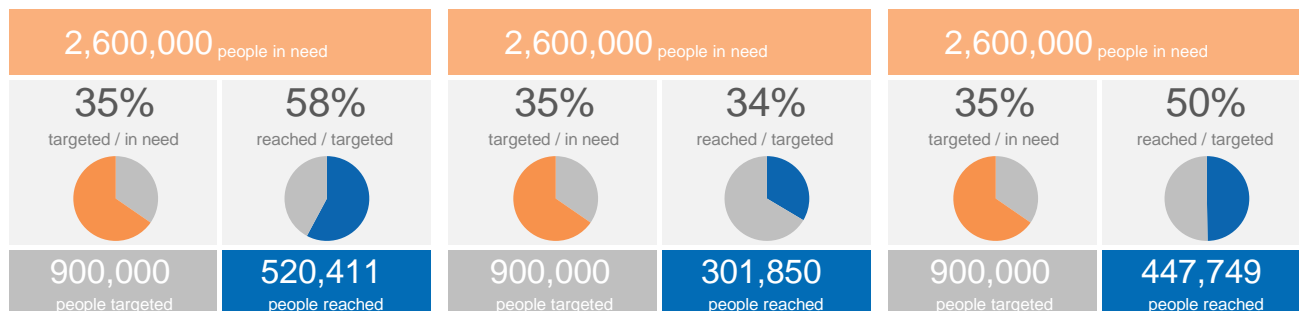 2,600,000 people in need
35%
58%
targeted / in need
reached / targeted
900,000
520,411
people targeted
people reached
2,600,000 people in need
35%
34%
targeted / in need
reached / targeted
900,000
301,850
people targeted
people reached
2,600,000 people in need
35%
50%
targeted / in need
reached / targeted
900,000
447,749
people targeted
people reached